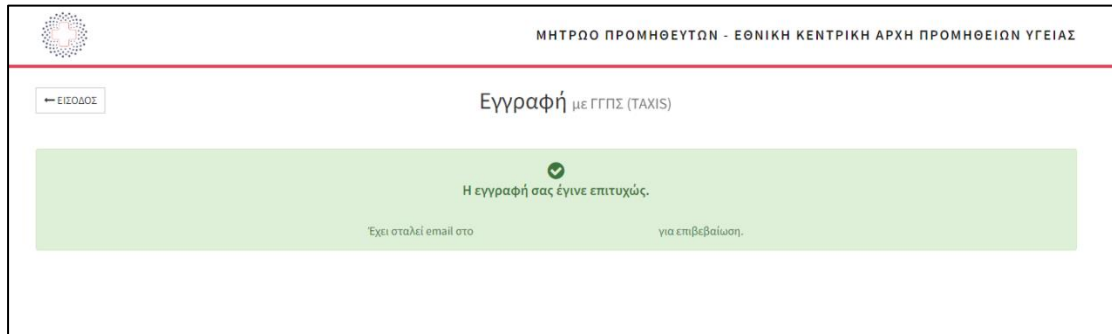 ΜΗΤΡΩΟ ΠΡΟΜΗΘΕΥΤΩΝ - ΕΘΝΙΚΗ ΚΕΝΤΡΙΚΗ ΑΡΧΗ ΠΡΟΜΗΘΕΙΩΝ ΥΓΕΙΑΣ
← ΕΙΣΟΔΟΣ
Εγγραφή με ΓΓΠΣ (TAXIS)
Η εγγραφή σας έγινε επιτυχώς.
Έχει σταλεί email στο για επιβεβαίωση.